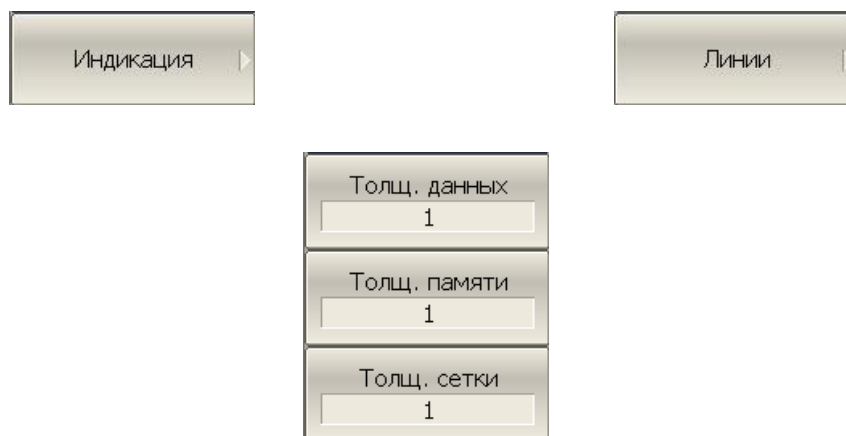 Индикация
Линии
Толщ. данных
1
Толщ. памяти
1
Толщ. сетки
1